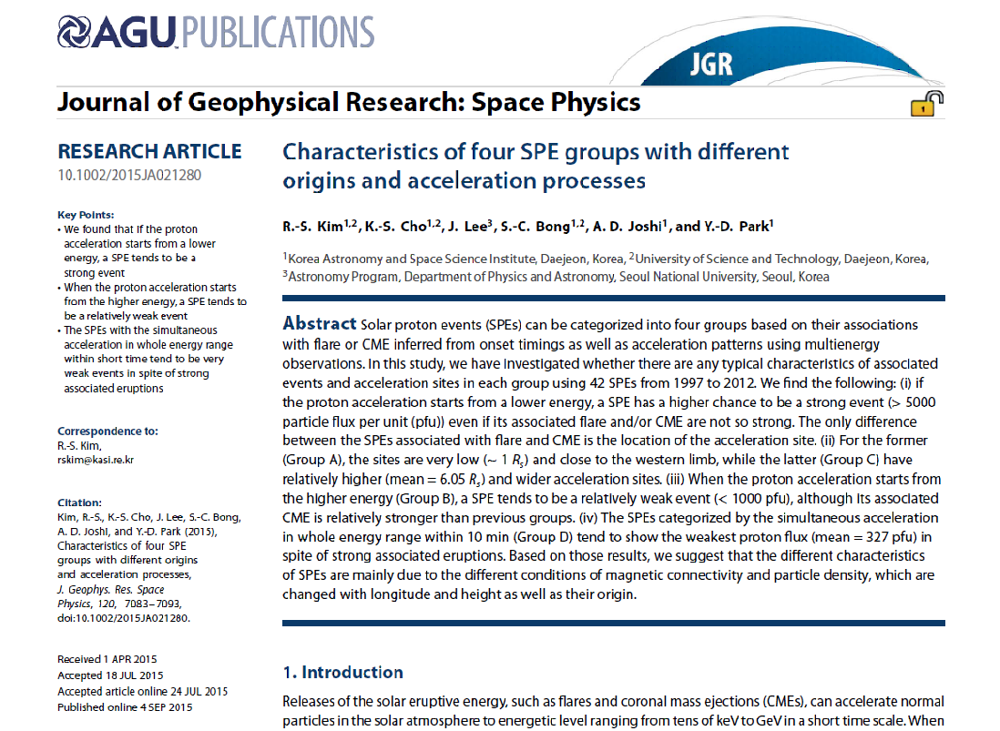 AGU PUBLICATIONS
JGR
Journal of Geophysical Research: Space Physics
RESEARCH ARTICLE
10.1002/2015JA021280
Key Points:
• We found that if the proton
acceleration starts from a lower
energy, a SPE tends to be a
strong event
• When the proton acceleration starts
from the higher energy, a SPE tends to
be a relatively weak event
• The SPEs with the simultaneous
acceleration in whole energy range
within short time tend to be very
weak events in spite of strong
associated eruptions
Correspondence to:
R.-S. Kim,
rskim@kasi.re.kr
Citation:
Kim, R.-S., K.-S. Cho, J. Lee, S.-C. Bong,
A. D. Joshi, and Y.-D. Park (2015),
Characteristics of four SPE
groups with different origins
and acceleration processes,
J. Geophys. Res. Space
Physics, 120, 7083–7093,
doi:10.1002/2015JA021280.
Received 1 APR 2015
Accepted 18 JUL 2015
Accepted article online 24 JUL 2015
Published online 4 SEP 2015
Characteristics of four SPE groups with different
origins and acceleration processes
R.-S. Kim1,2, K.-S. Cho1,2, J. Lee3, S.-C. Bong1,2, A. D. Joshi1, and Y.-D. Park1
1Korea Astronomy and Space Science Institute, Daejeon, Korea, 2University of Science and Technology, Daejeon, Korea,
3Astronomy Program, Department of Physics and Astronomy, Seoul National University, Seoul, Korea
Abstract Solar proton events (SPEs) can be categorized into four groups based on their associations
with flare or CME inferred from onset timings as well as acceleration patterns using multienergy
observations. In this study, we have investigated whether there are any typical characteristics of associated
events and acceleration sites in each group using 42 SPEs from 1997 to 2012. We find the following: (i) if
the proton acceleration starts from a lower energy, a SPE has a higher chance to be a strong event (> 5000
particle flux per unit (pfu)) even if its associated flare and/or CME are not so strong. The only difference
between the SPEs associated with flare and CME is the location of the acceleration site. (ii) For the former
(Group A), the sites are very low (~ 1 Rs) and close to the western limb, while the latter (Group C) have
relatively higher (mean = 6.05 Rs) and wider acceleration sites. (iii) When the proton acceleration starts from
the higher energy (Group B), a SPE tends to be a relatively weak event (< 1000 pfu), although its associated
CME is relatively stronger than previous groups. (iv) The SPEs categorized by the simultaneous acceleration
in whole energy range within 10 min (Group D) tend to show the weakest proton flux (mean = 327 pfu) in
spite of strong associated eruptions. Based on those results, we suggest that the different characteristics
of SPEs are mainly due to the different conditions of magnetic connectivity and particle density, which are
changed with longitude and height as well as their origin.
1. Introduction
Releases of the solar eruptive energy, such as flares and coronal mass ejections (CMEs), can accelerate normal
particles in the solar atmosphere to energetic level ranging from tens of keV to GeV in a short time scale. When